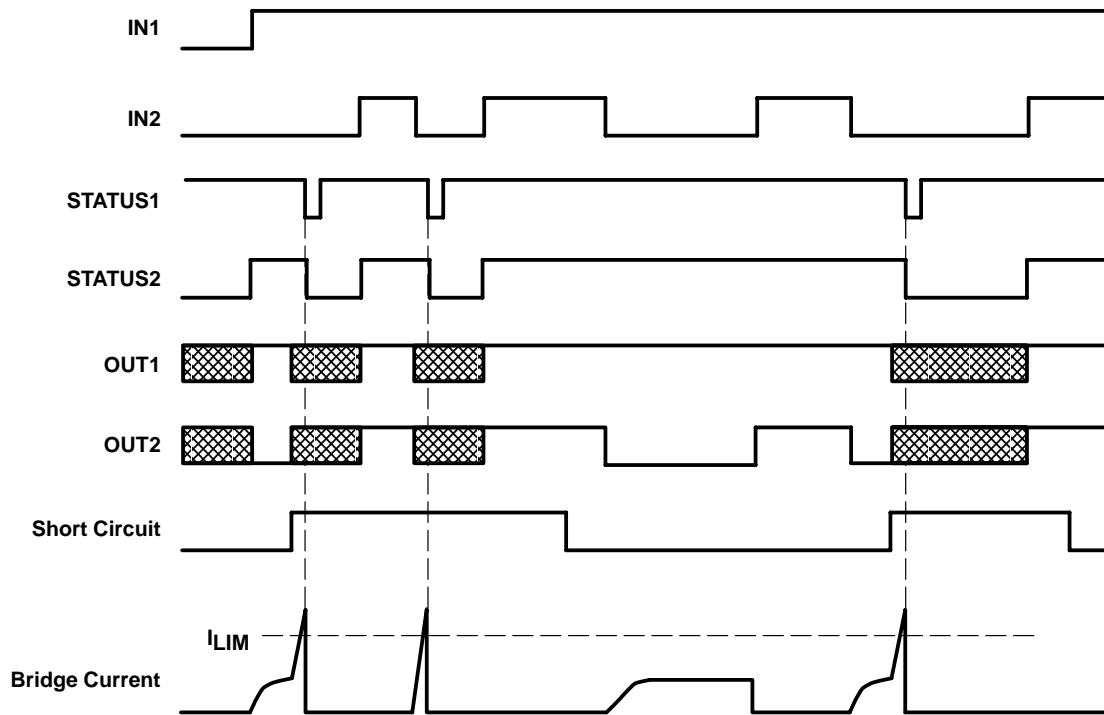 IN1
IN2
STATUS1
STATUS2
OUT1
OUT2
Short Circuit
ILIM
Bridge Current